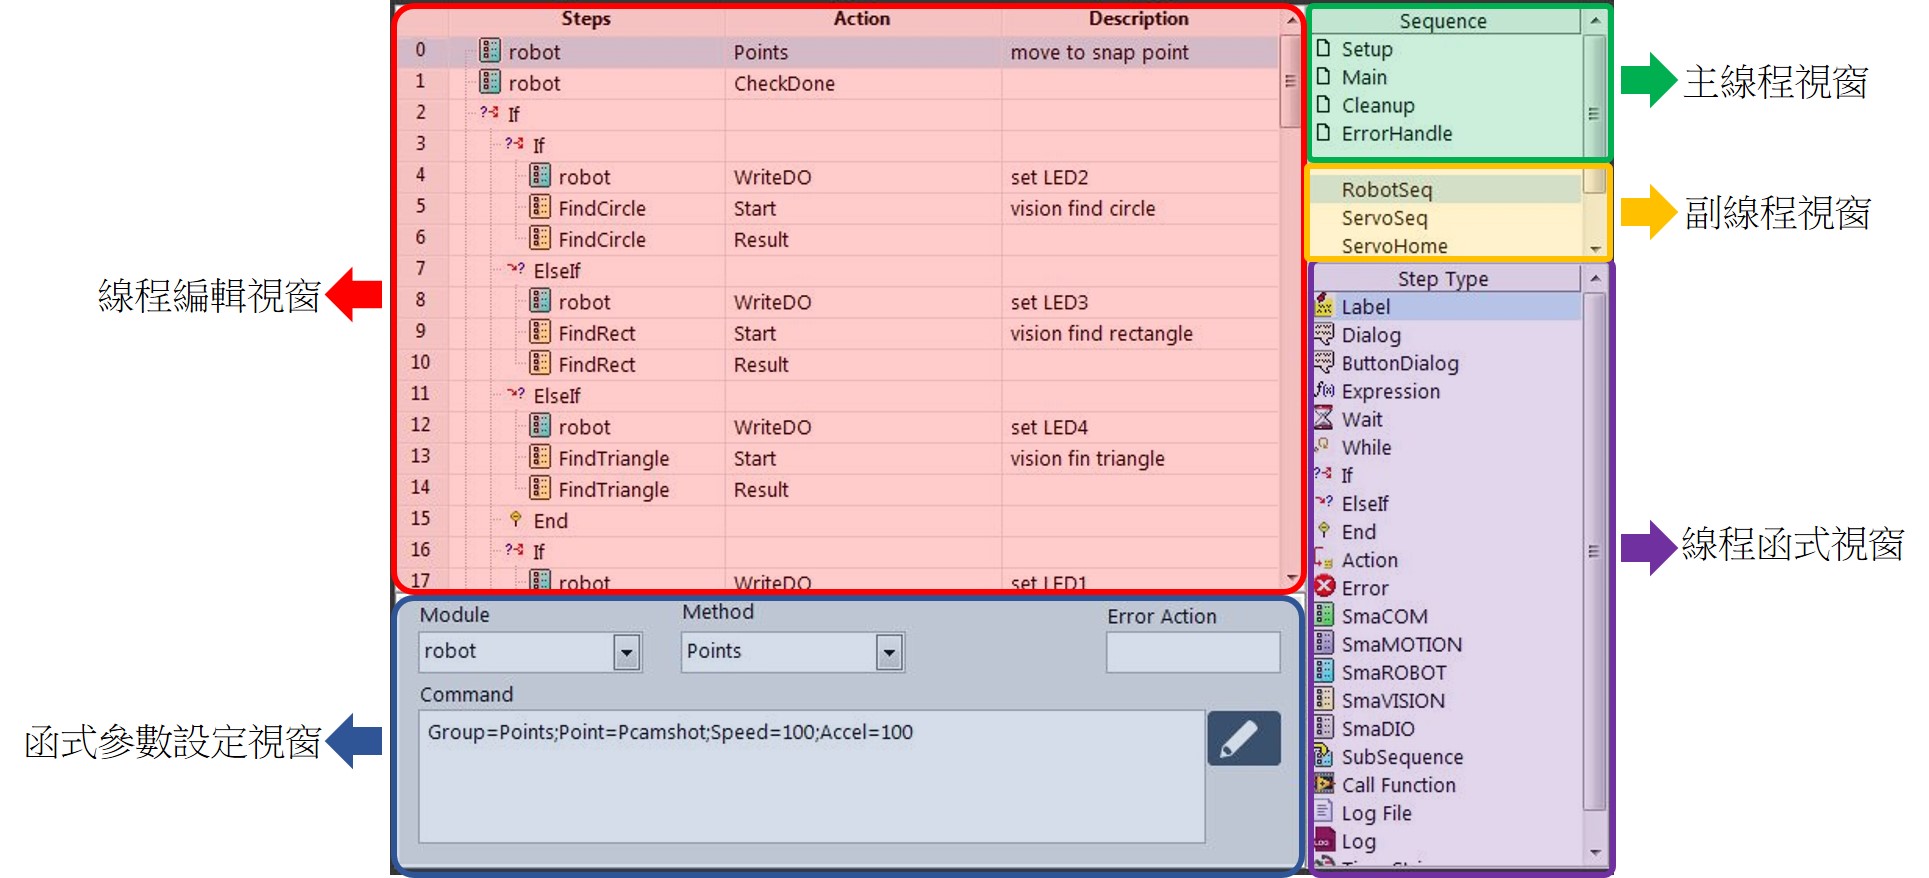 Steps Action Description
0 robot Points move to snap point
1 robot CheckDone
2 If
3 If
4 robot WriteDO set LED2
5 FindCircle Start vision find circle
6 FindCircle Result
7 ElseIf
8 robot WriteDO set LED3
9 FindRect Start vision find rectangle
10 FindRect Result
11 ElseIf
12 robot WriteDO set LED4
13 FindTriangle Start vision fin triangle
14 FindTriangle Result
15 End
16 If
17 robot WriteDO set LED1
線程編輯視窗
Sequence
Setup
Main
Cleanup
ErrorHandle
主線程視窗
RobotSeq
ServoSeq
ServoHome
副線程視窗
Step Type
Label
Dialog
ButtonDialog
f(x) Expression
Wait
While
If
ElseIf
End
Action
Error
SmaCOM
SmaMOTION
SmaROBOT
SmaVISION
SmaDIO
SubSequence
Call Function
Log File
LOG Log
線程函式視窗
Module Method Error Action
robot Points
Command
Group=Points;Point=Pcamshot;Speed=100;Accel=100
函式參數設定視窗